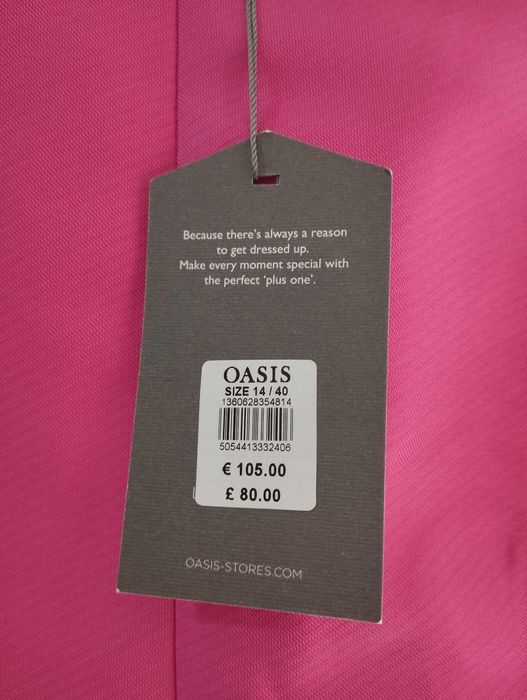 Because there's always a reason
to get dressed up.
Make every moment special with
the perfect 'plus one'.
OASIS
SIZE 14 / 40
1360628354814
5054413332406
€ 105.00
£ 80.00
OASIS-STORES.COM